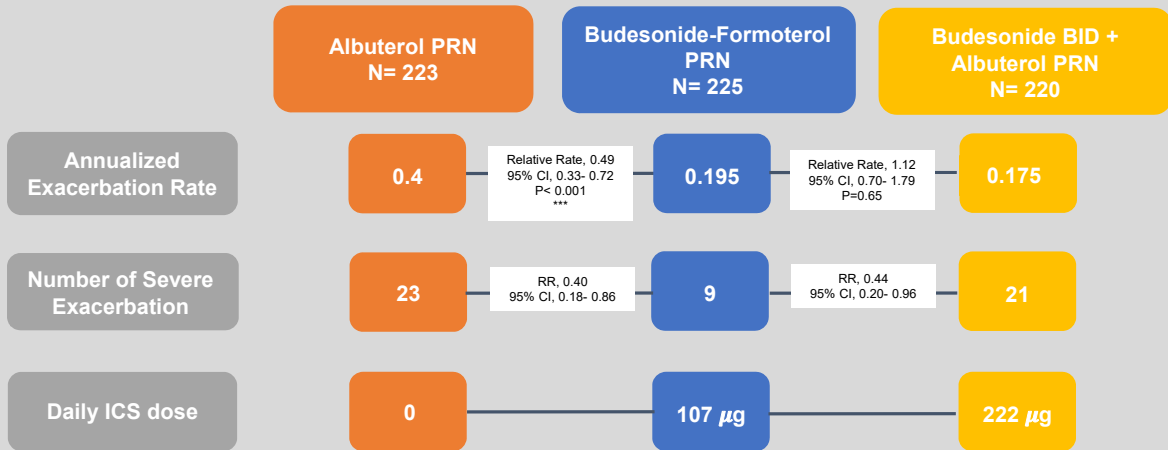 Albuterol PRN
N= 223
Budesonide-Formoterol
PRN
N= 225
Budesonide BID +
Albuterol PRN
N= 220
Annualized
Exacerbation Rate
0.4
Relative Rate, 0.49
95% CI, 0.33- 0.72
P< 0.001
***
0.195
Relative Rate, 1.12
95% CI, 0.70- 1.79
P=0.65
0.175
Number of Severe
Exacerbation
23
RR, 0.40
95% CI, 0.18- 0.86
9
RR, 0.44
95% CI, 0.20- 0.96
21
Daily ICS dose
0
107 μg
222 μg